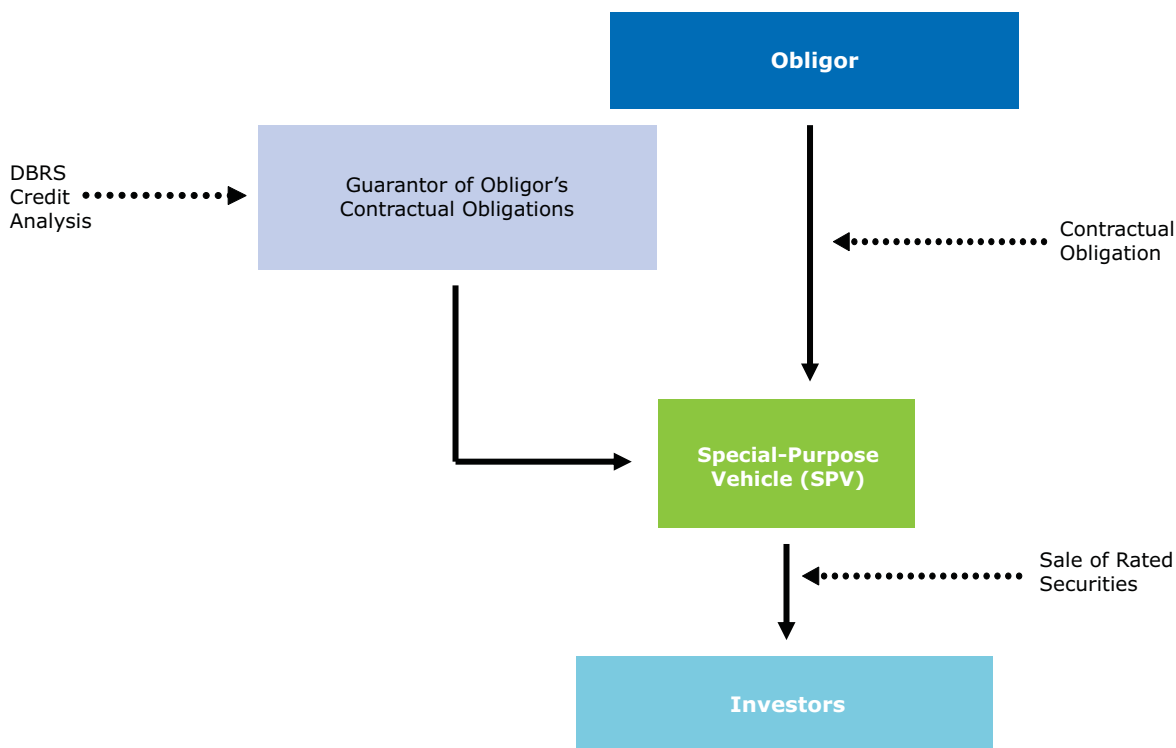 Obligor
DBRS
Credit
Analysis
Guarantor of Obligor’s
Contractual Obligations
Contractual
Obligation
Special-Purpose
Vehicle (SPV)
Sale of Rated
Securities
Investors